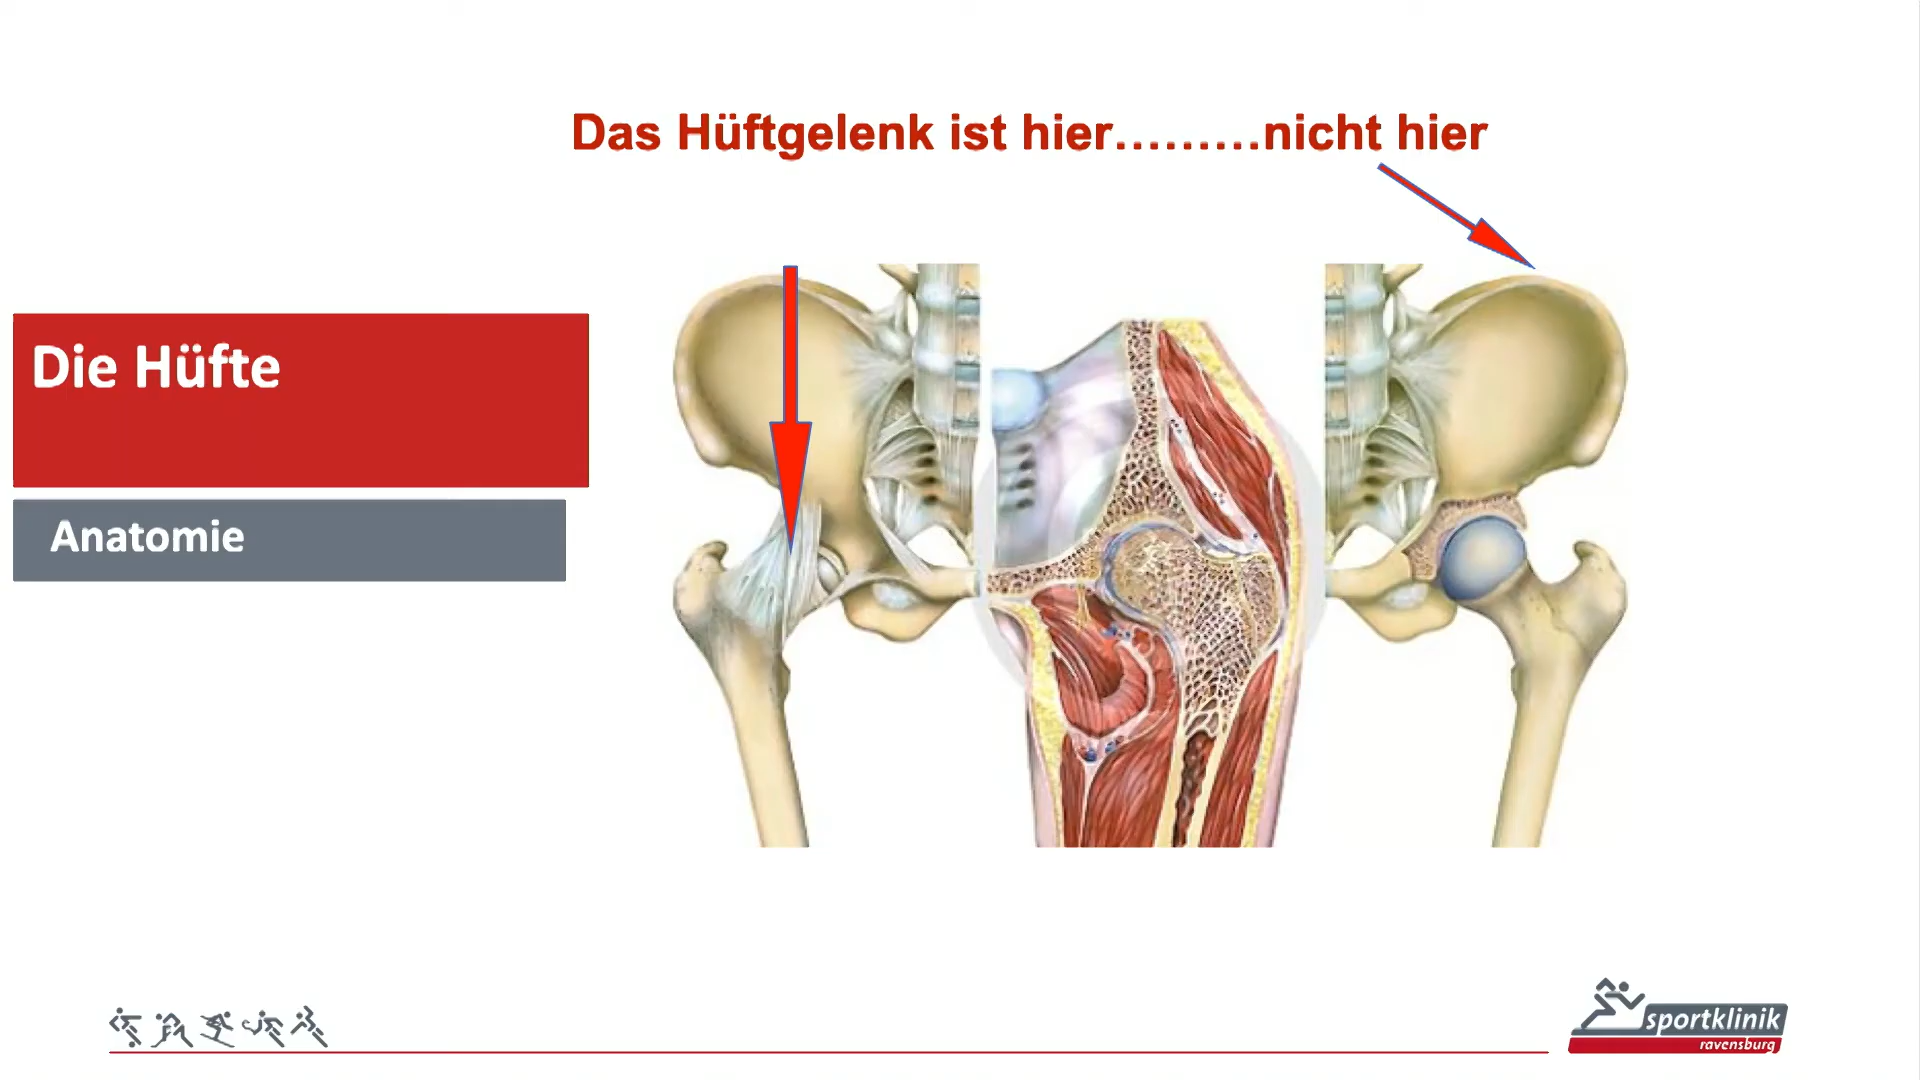 Das Hüftgelenk ist hier.........nicht hier
Die Hüfte
Anatomie
sportklinik
ravensburg